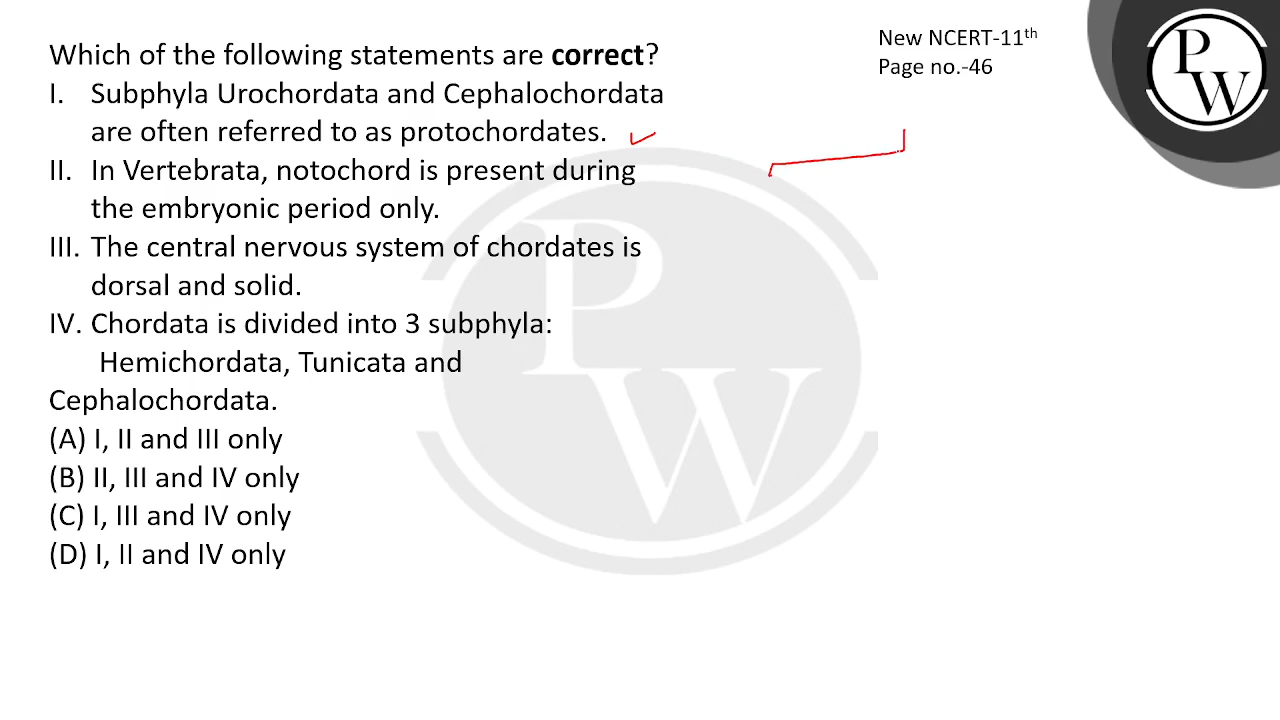 New NCERT-11th
Page no.-46
Which of the following statements are correct?
I. Subphyla Urochordata and Cephalochordata
are often referred to as protochordates.
II. In Vertebrata, notochord is present during
the embryonic period only.
III. The central nervous system of chordates is
dorsal and solid.
IV. Chordata is divided into 3 subphyla:
Hemichordata, Tunicata and
Cephalochordata.
(A) I, II and III only
(B) II, III and IV only
(C) I, III and IV only
(D) I, II and IV only
PW
PW